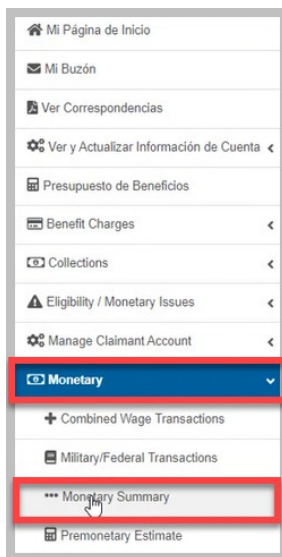 Mi Página de Inicio
Mi Buzón
Ver Correspondencias
Ver y Actualizar Información de Cuenta
Presupuesto de Beneficios
Benefit Charges
Collections
Eligibility / Monetary Issues
Manage Claimant Account
Monetary
Combined Wage Transactions
Military/Federal Transactions
Monetary Summary
Premonetary Estimate